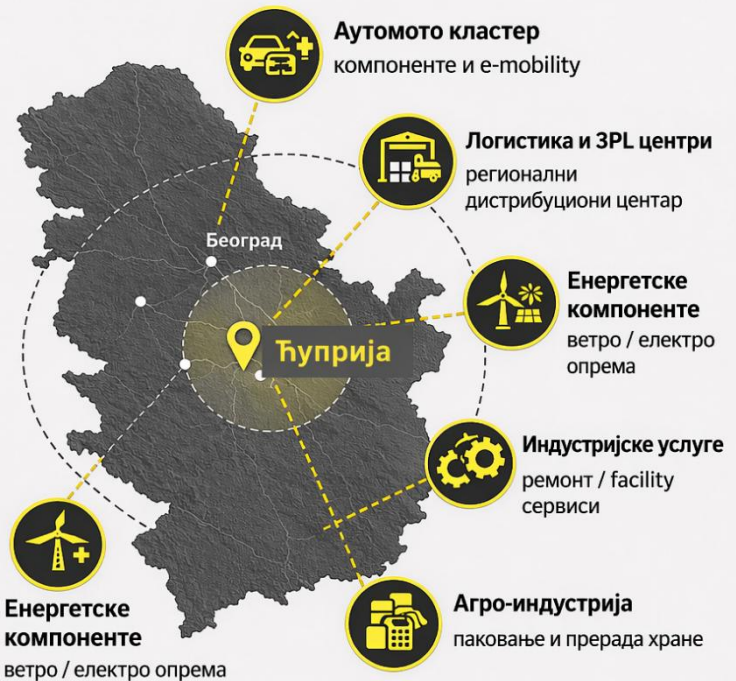 Аутомото кластер
компоненте и e-mobility
Логистика и 3PL центри
регионални
дистрибуциони центар
Београд
Енергетске
компоненте
ветро / електро
опрема
Ћуприја
Индустријске услуге
ремонт / facility
сервиси
Енергетске
компоненте
ветро / електро опрема
Агро-индустрија
паковање и прерада хране